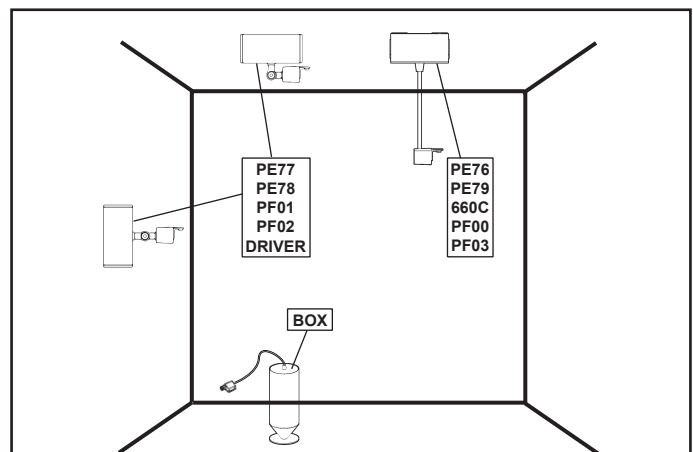 PE77
PE78
PF01
PF02
DRIVER
PE76
PE79
660C
PF00
PF03
BOX